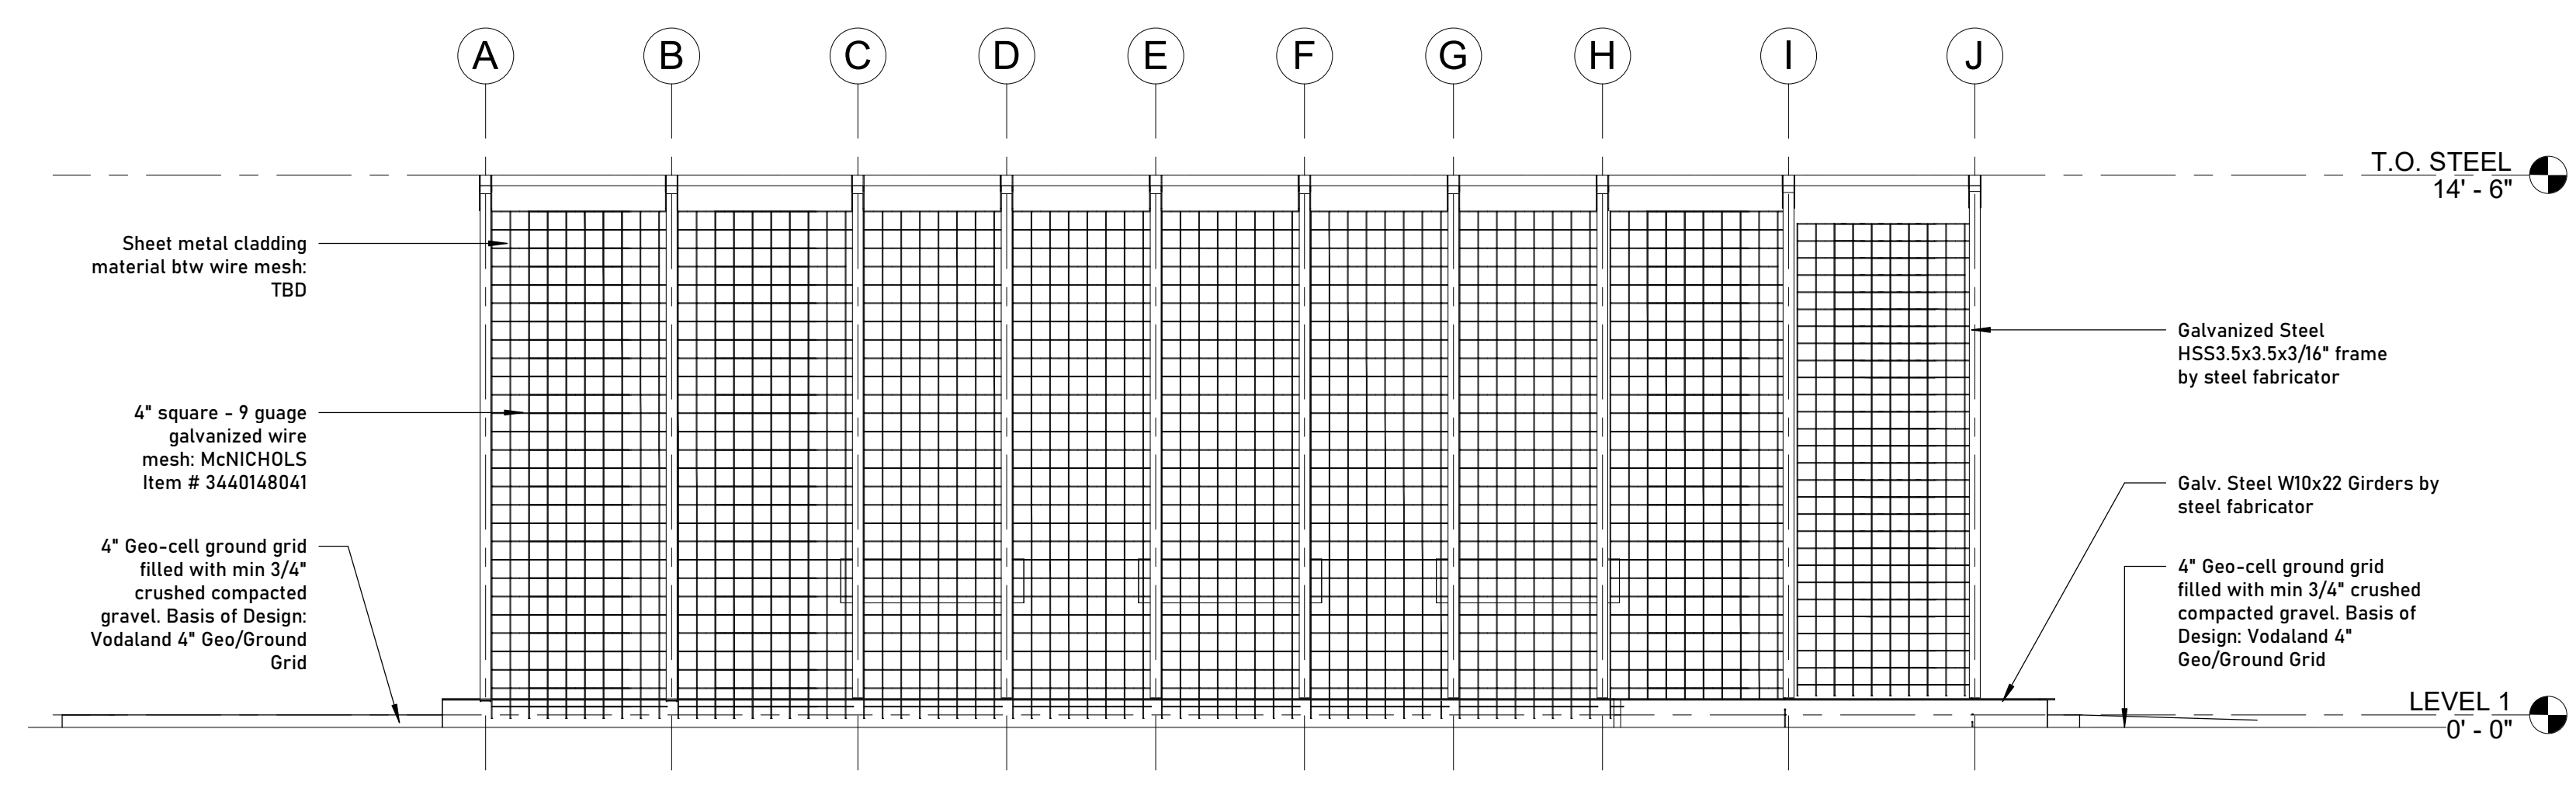 A B C D E F G H I J
T.O. STEEL
14' - 6"
Sheet metal cladding
material btw wire mesh:
TBD
4" square - 9 guage
galvanized wire
mesh: McNICHOLS
Item # 3440148041
4" Geo-cell ground grid
filled with min 3/4"
crushed compacted
gravel. Basis of Design:
Vodaland 4" Geo/Ground
Grid
Galvanized Steel
HSS3.5x3.5x3/16" frame
by steel fabricator
Galv. Steel W10x22 Girders by
steel fabricator
4" Geo-cell ground grid
filled with min 3/4" crushed
compacted gravel. Basis of
Design: Vodaland 4"
Geo/Ground Grid
LEVEL 1
0' - 0"